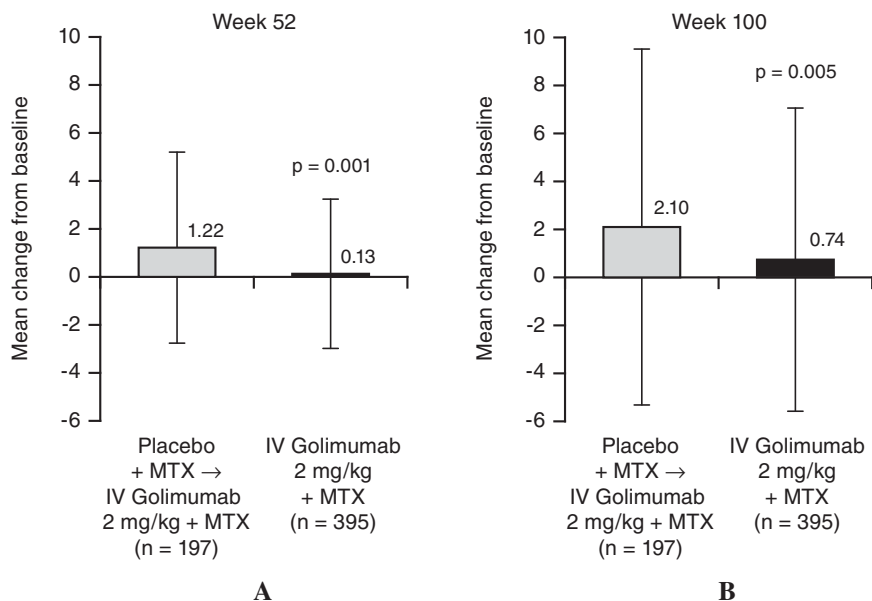 Week 52
Mean change from baseline
10
8
6
4
2
0
-2
-4
-6
p = 0.001
1.22
0.13
Placebo
+ MTX →
IV Golimumab
2 mg/kg + MTX
(n = 197)
IV Golimumab
2 mg/kg
+ MTX
(n = 395)
A
Week 100
Mean change from baseline
10
8
6
4
2
0
-2
-4
-6
p = 0.005
2.10
0.74
Placebo
+ MTX →
IV Golimumab
2 mg/kg + MTX
(n = 197)
IV Golimumab
2 mg/kg
+ MTX
(n = 395)
B